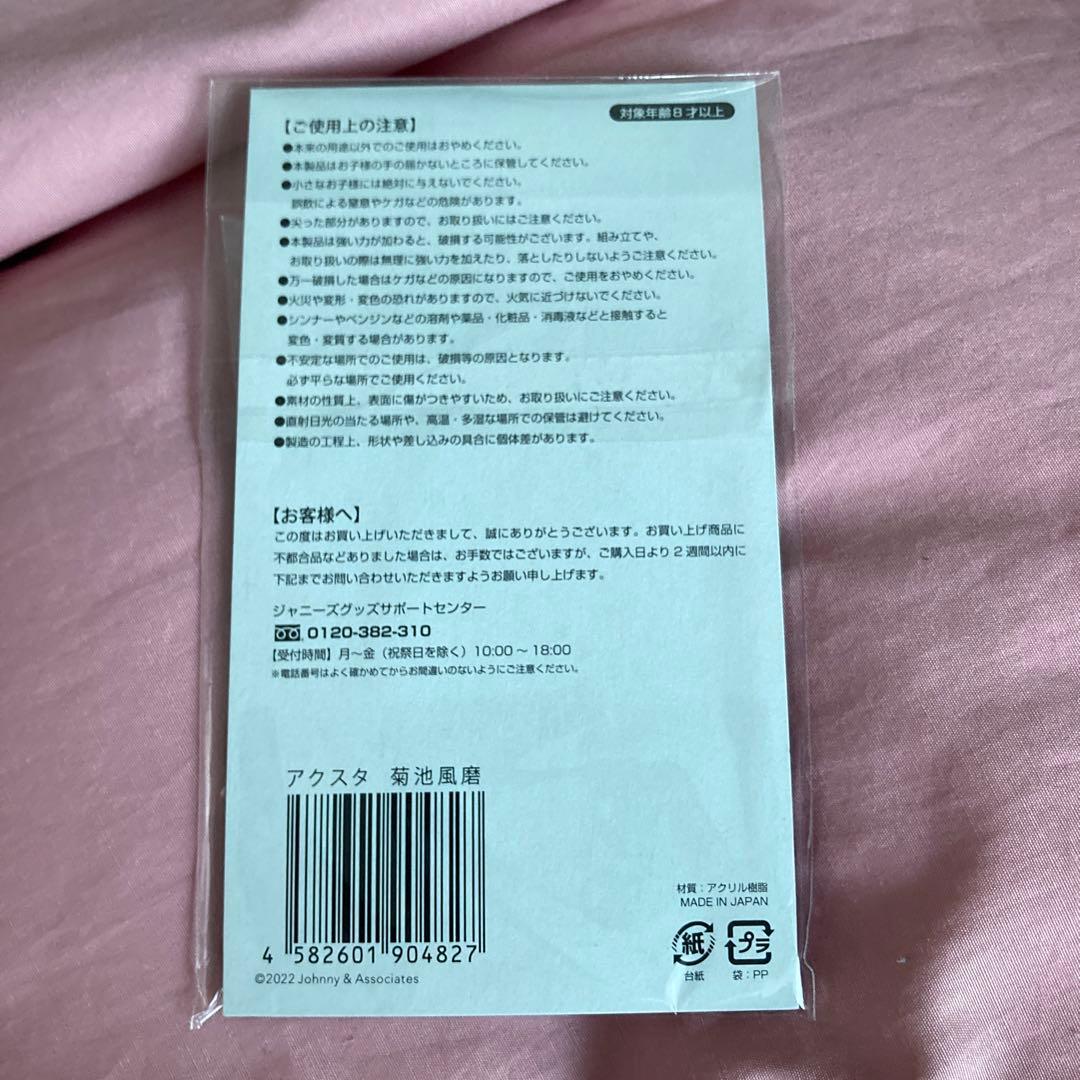 対象年齢8才以上
【ご使用上の注意】
●本来の用途以外でのご使用はおやめください。
●本製品はお子様の手の届かないところに保管してください。
●小さなお子様には絶対に与えないでください。
誤飲による窒息やケガなどの危険があります。
●尖った部分がありますので、お取り扱いにはご注意ください。
●本製品は強い力が加わると、破損する可能性がございます。組み立てや、
お取り扱いの際は無理に強い力を加えたり、落としたりしないようご注意ください。
●万一破損した場合はケガなどの原因になりますので、ご使用をおやめください。
●火災や変形・変色の恐れがありますので、火気に近づけないでください。
●シンナーやベンジンなどの溶剤や薬品・化粧品・消毒液などと接触すると
変色・変質する場合があります。
●不安定な場所でのご使用は、破損等の原因となります。
必ず平らな場所でご使用ください。
●素材の性質上、表面に傷がつきやすいため、お取り扱いにご注意ください。
●直射日光の当たる場所や、高温・多湿な場所での保管は避けてください。
●製造の工程上、形状や差し込みの具合に個体差があります。
【お客様へ】
この度はお買い上げいただきまして、誠にありがとうございます。お買い上げ商品に
不都合品などありました場合は、お手数ではございますが、ご購入日より2週間以内に
下記までお問い合わせいただきますようお願い申し上げます。
ジャニーズグッズサポートセンター
0120-382-310
【受付時間】月～金（祝祭日を除く）10:00～18:00
※電話番号はよく確かめてからお間違いのないようにご注意ください。
アクスタ 菊池風磨
4 582601 904827
©2022 Johnny & Associates
材質：アクリル樹脂
MADE IN JAPAN
紙 プラ
台紙 袋：PP